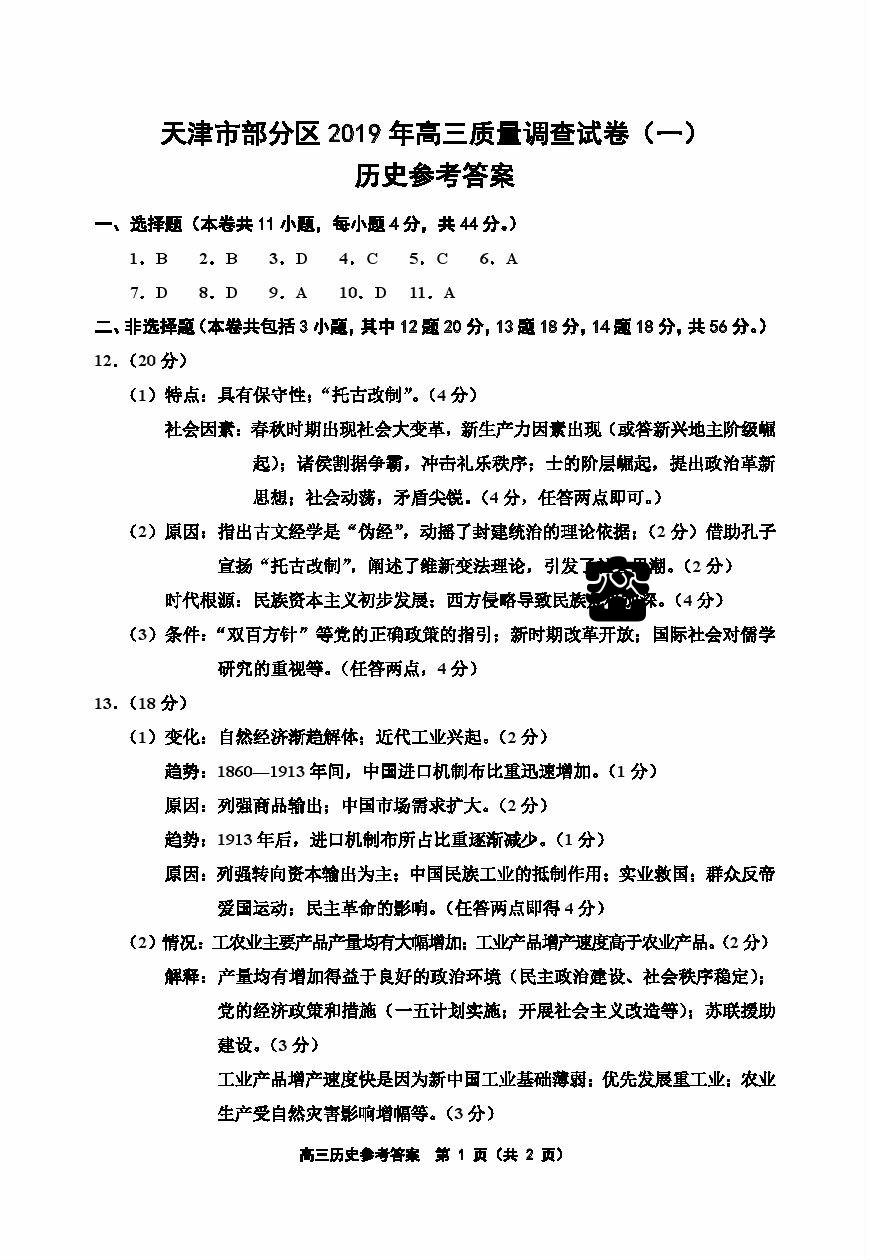 天津市部分区 2019 年高三质量调查试卷（一）
历史参考答案
一、选择题（本卷共 11 小题，每小题 4 分，共 44 分。）
1．B 2．B 3．D 4．C 5．C 6．A
7．D 8．D 9．A 10．D 11．A
二、非选择题（本卷共包括 3 小题，其中 12 题 20 分，13 题 18 分，14 题 18 分，共 56 分。）
12．（20 分）
（1）特点：具有保守性；“托古改制”。（4 分）
社会因素：春秋时期出现社会大变革，新生产力因素出现（或答新兴地主阶级崛
起）；诸侯割据争霸，冲击礼乐秩序；士的阶层崛起，提出政治革新
思想；社会动荡，矛盾尖锐。（4 分，任答两点即可。）
（2）原因：指出古文经学是“伪经”，动摇了封建统治的理论依据；（2 分）借助孔子
宣扬“托古改制”，阐述了维新变法理论，引发了潮。（2 分）
时代根源：民族资本主义初步发展；西方侵略导致民族深。（4 分）
（3）条件：“双百方针”等党的正确政策的指引；新时期改革开放；国际社会对儒学
研究的重视等。（任答两点，4 分）
13．（18 分）
（1）变化：自然经济渐趋解体；近代工业兴起。（2 分）
趋势：1860—1913 年间，中国进口机制布比重迅速增加。（1 分）
原因：列强商品输出；中国市场需求扩大。（2 分）
趋势：1913 年后，进口机制布所占比重逐渐减少。（1 分）
原因：列强转向资本输出为主；中国民族工业的抵制作用；实业救国；群众反帝
爱国运动；民主革命的影响。（任答两点即得 4 分）
（2）情况：工农业主要产品产量均有大幅增加；工业产品增产速度高于农业产品。（2 分）
解释：产量均有增加得益于良好的政治环境（民主政治建设、社会秩序稳定）；
党的经济政策和措施（一五计划实施；开展社会主义改造等）；苏联援助
建设。（3 分）
工业产品增产速度快是因为新中国工业基础薄弱；优先发展重工业；农业
生产受自然灾害影响增幅等。（3 分）
高三历史参考答案 第 1 页（共 2 页）